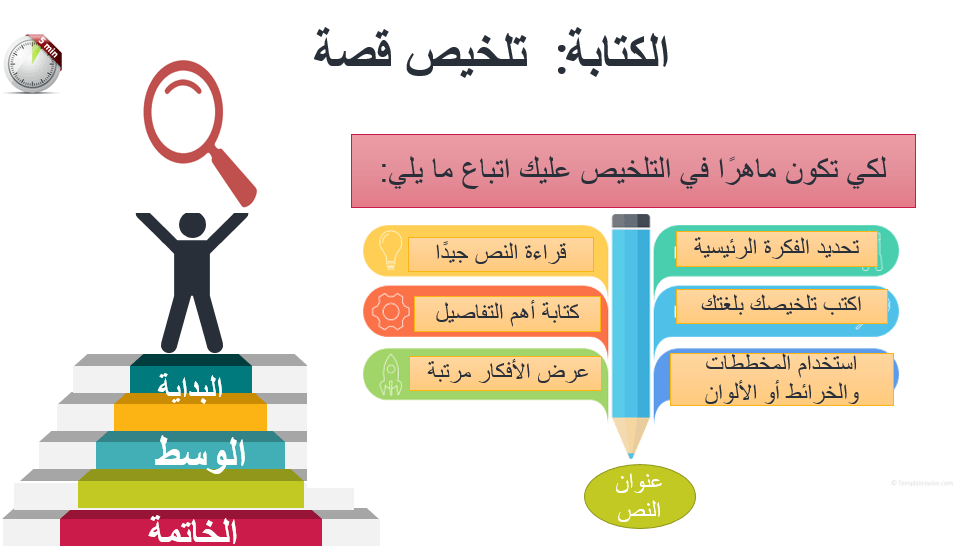 الكتابة: تلخيص قصة
5 min
لكي تكون ماهرًا في التلخيص عليك اتباع ما يلي:
تحديد الفكرة الرئيسية
قراءة النص جيدًا
اكتب تلخيصك بلغتك
كتابة أهم التفاصيل
استخدام المخططات
والخرائط أو الألوان
عرض الأفكار مرتبة
عنوان
النص
البداية
الوسط
الخاتمة